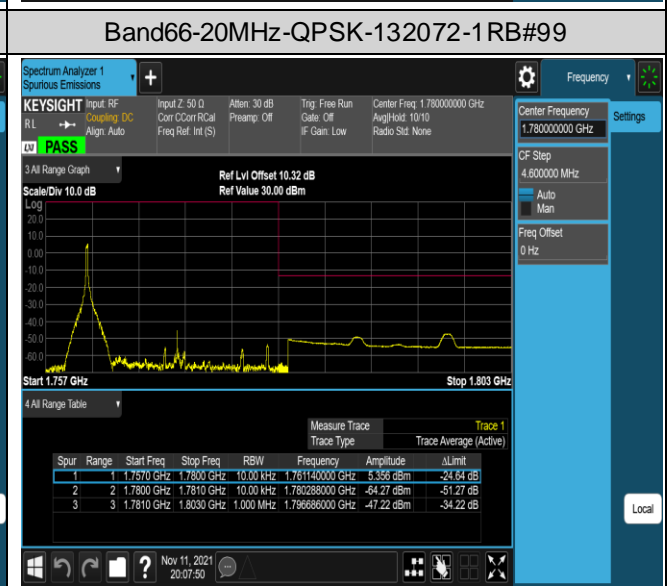 Band66-20MHz-QPSK-132072-1RB#99
Spectrum Analyzer 1
Spurious Emissions
+
Frequency
KEYSIGHT
RL
Input: RF
Coupling: DC
Align: Auto
Input Z: 50 Ω
Corr CCorr RCal
Freq Ref: Int (S)
Atten: 30 dB
Preamp: Off
Trig: Free Run
Gate: Off
IF Gain: Low
Center Freq: 1.780000000 GHz
Avg|Hold: 10/10
Radio Std: None
LXI PASS
Center Frequency
1.780000000 GHz
Settings
CF Step
4.600000 MHz
Auto
Man
Freq Offset
0 Hz
3 All Range Graph
Scale/Div 10.0 dB
Ref Lvl Offset 10.32 dB
Ref Value 30.00 dBm
Log
20.0
10.0
0.00
-10.0
-20.0
-30.0
-40.0
-50.0
-60.0
Start 1.757 GHz Stop 1.803 GHz
4 All Range Table
Measure Trace Trace 1
Trace Type Trace Average (Active)
Spur Range Start Freq Stop Freq RBW Frequency Amplitude ΔLimit
1 1 1.7570 GHz 1.7800 GHz 10.00 kHz 1.761140000 GHz 5.356 dBm -24.64 dB
2 2 1.7800 GHz 1.7810 GHz 10.00 kHz 1.780288000 GHz -64.27 dBm -51.27 dB
3 3 1.7810 GHz 1.8030 GHz 1.000 MHz 1.796686000 GHz -47.22 dBm -34.22 dB
Local
?
Nov 11, 2021
20:07:50